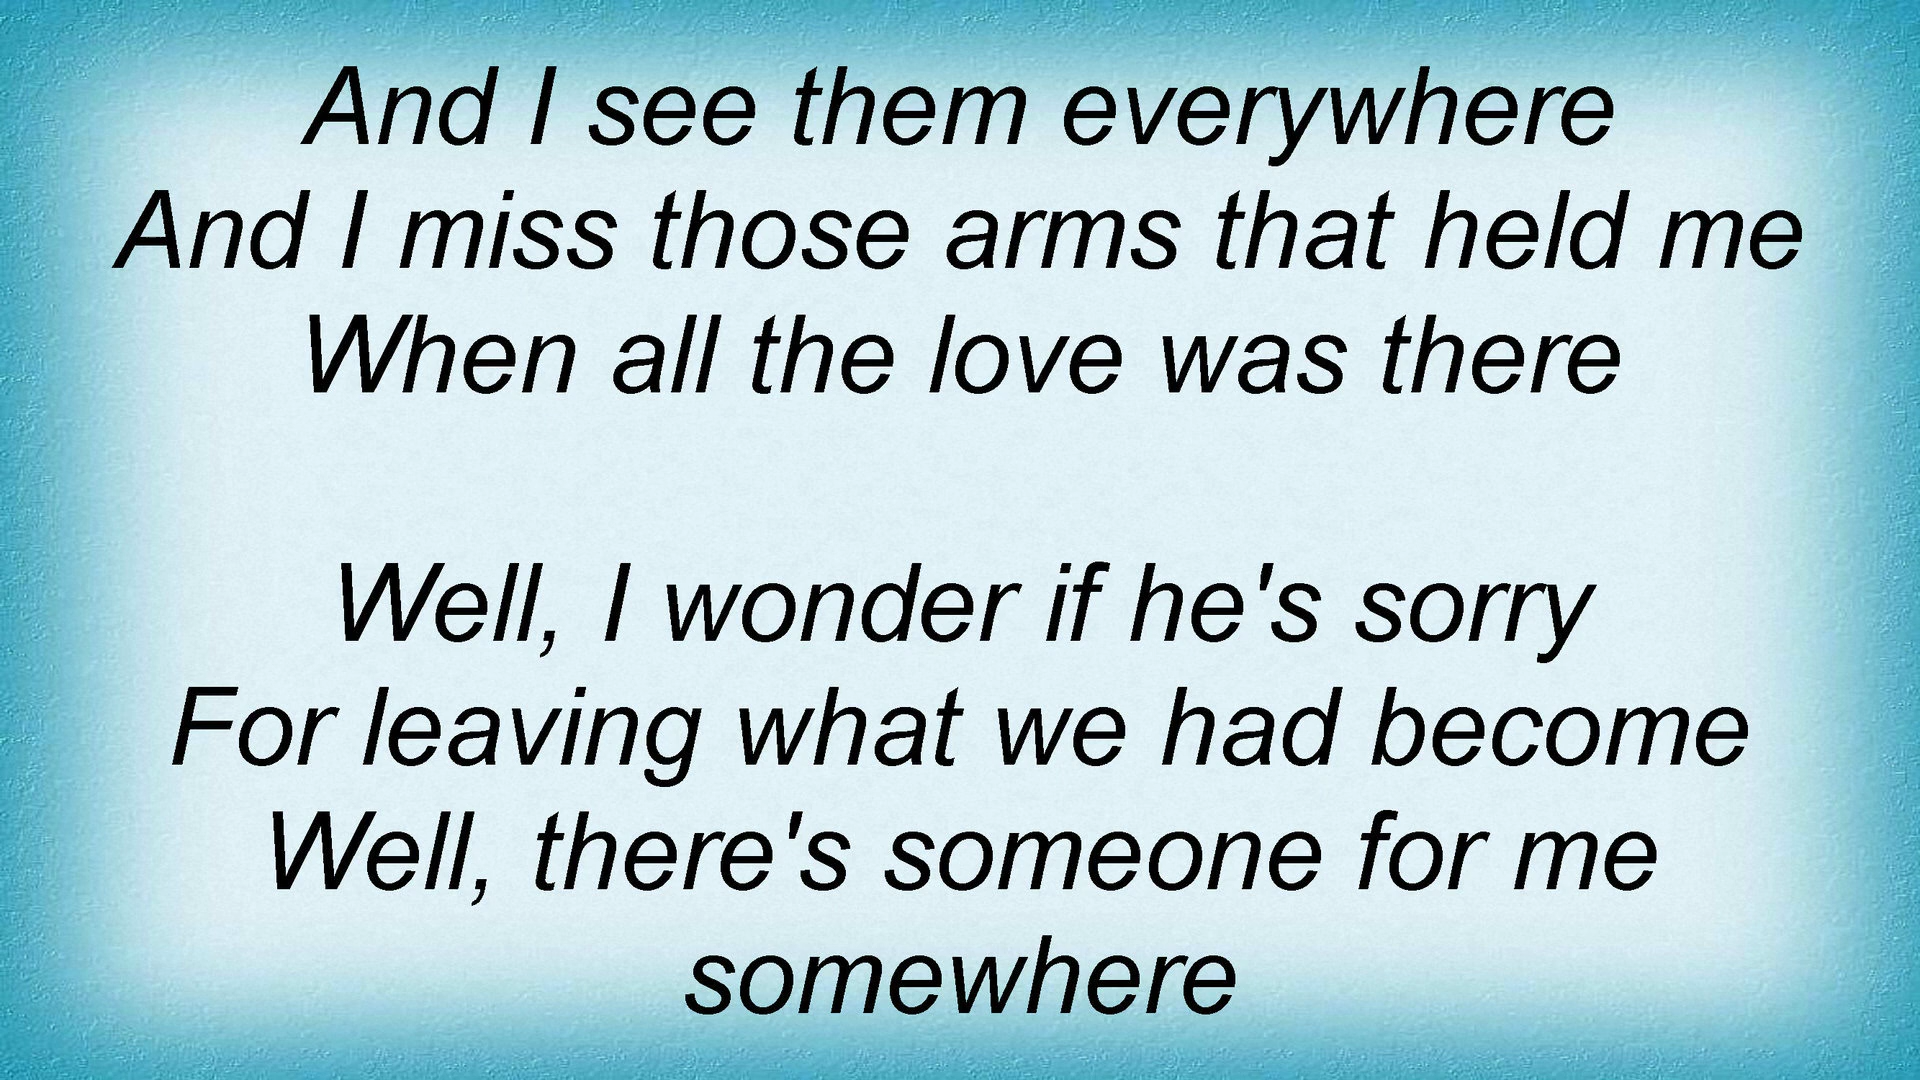 And I see them everywhere
And I miss those arms that held me
When all the love was there
Well, I wonder if he's sorry
For leaving what we had become
Well, there's someone for me
somewhere